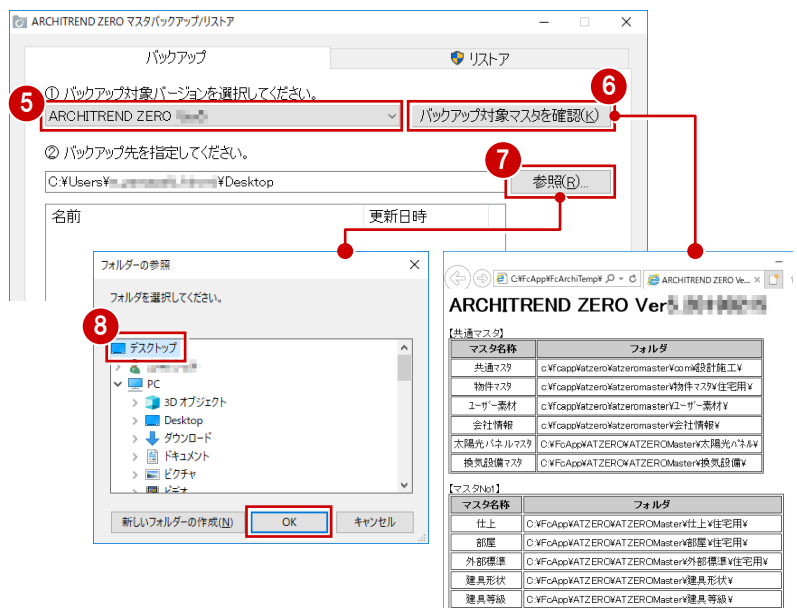 ARCHITREND ZERO マスタバックアップ/リストア
バックアップ
リストア
① バックアップ対象バージョンを選択してください。
5
ARCHITREND ZERO
バックアップ対象マスタを確認(K)
6
② バックアップ先を指定してください。
7
C:¥Users¥ ¥Desktop
参照(R)...
名前
更新日時
フォルダーの参照
フォルダを選択してください。
8
デスクトップ
PC
3D オブジェクト
Desktop
ダウンロード
ドキュメント
ピクチャ
ビデオ
新しいフォルダーの作成(N)
OK
キャンセル
C:¥FcApp¥FcArchiTemp¥
ARCHITREND ZERO Ve...
ARCHITREND ZERO Ver
【共通マスタ】
マスタ名称 フォルダ
共通マスタ c:¥fcapp¥atzero¥atzeromaster¥com¥設計施工¥
物件マスタ c:¥fcapp¥atzero¥atzeromaster¥物件マスタ¥住宅用¥
ユーザー素材 c:¥fcapp¥atzero¥atzeromaster¥ユーザー素材¥
会社情報 c:¥fcapp¥atzero¥atzeromaster¥会社情報¥
太陽光パネルマスタ C:¥FcApp¥ATZERO¥ATZEROMaster¥太陽光パネル¥
換気設備マスタ C:¥FcApp¥ATZERO¥ATZEROMaster¥換気設備¥
【マスタNo1】
マスタ名称 フォルダ
仕上 C:¥FcApp¥ATZERO¥ATZEROMaster¥仕上¥住宅用¥
部屋 C:¥FcApp¥ATZERO¥ATZEROMaster¥部屋¥住宅用¥
外部標準 C:¥FcApp¥ATZERO¥ATZEROMaster¥外部標準¥住宅用¥
建具形状 C:¥FcApp¥ATZERO¥ATZEROMaster¥建具形状¥
建具等級 C:¥FcApp¥ATZERO¥ATZEROMaster¥建具等級¥